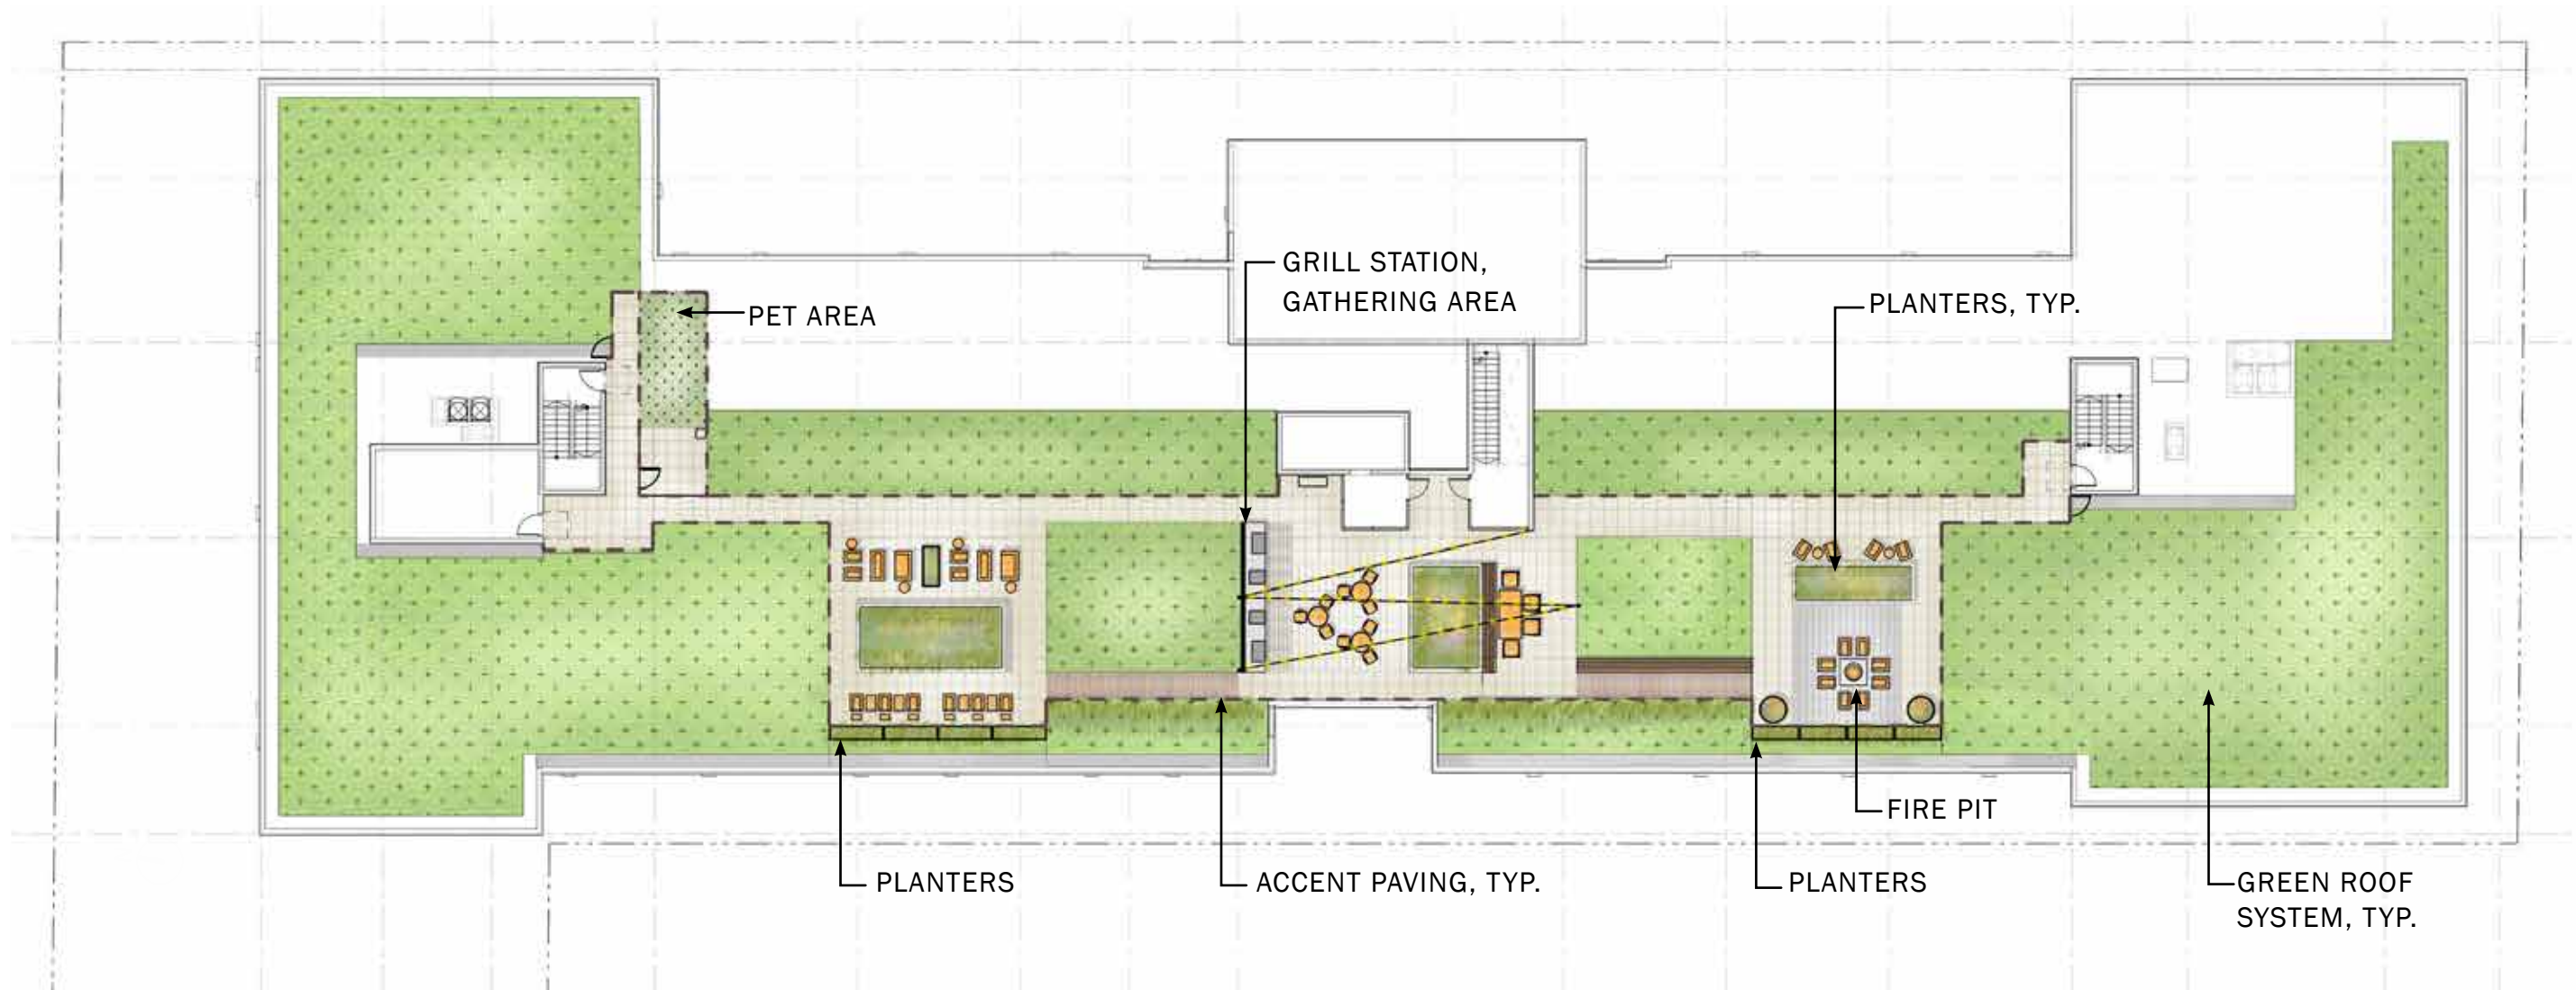 GRILL STATION,
GATHERING AREA
PET AREA
PLANTERS, TYP.
FIRE PIT
PLANTERS
ACCENT PAVING, TYP.
PLANTERS
GREEN ROOF
SYSTEM, TYP.